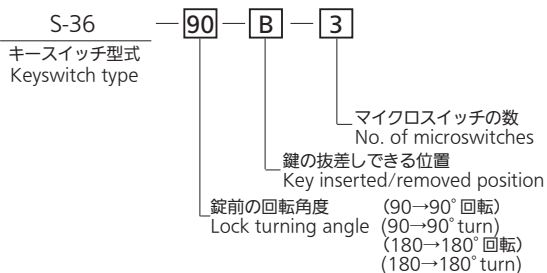 S-36 — 90 — B — 3
キースイッチ型式
Keyswitch type
マイクロスイッチの数
No. of microswitches
鍵の抜差しできる位置
Key inserted/removed position
錠前の回転角度 (90→90°回転)
Lock turning angle (90→90°turn)
(180→180°回転)
(180→180°turn)